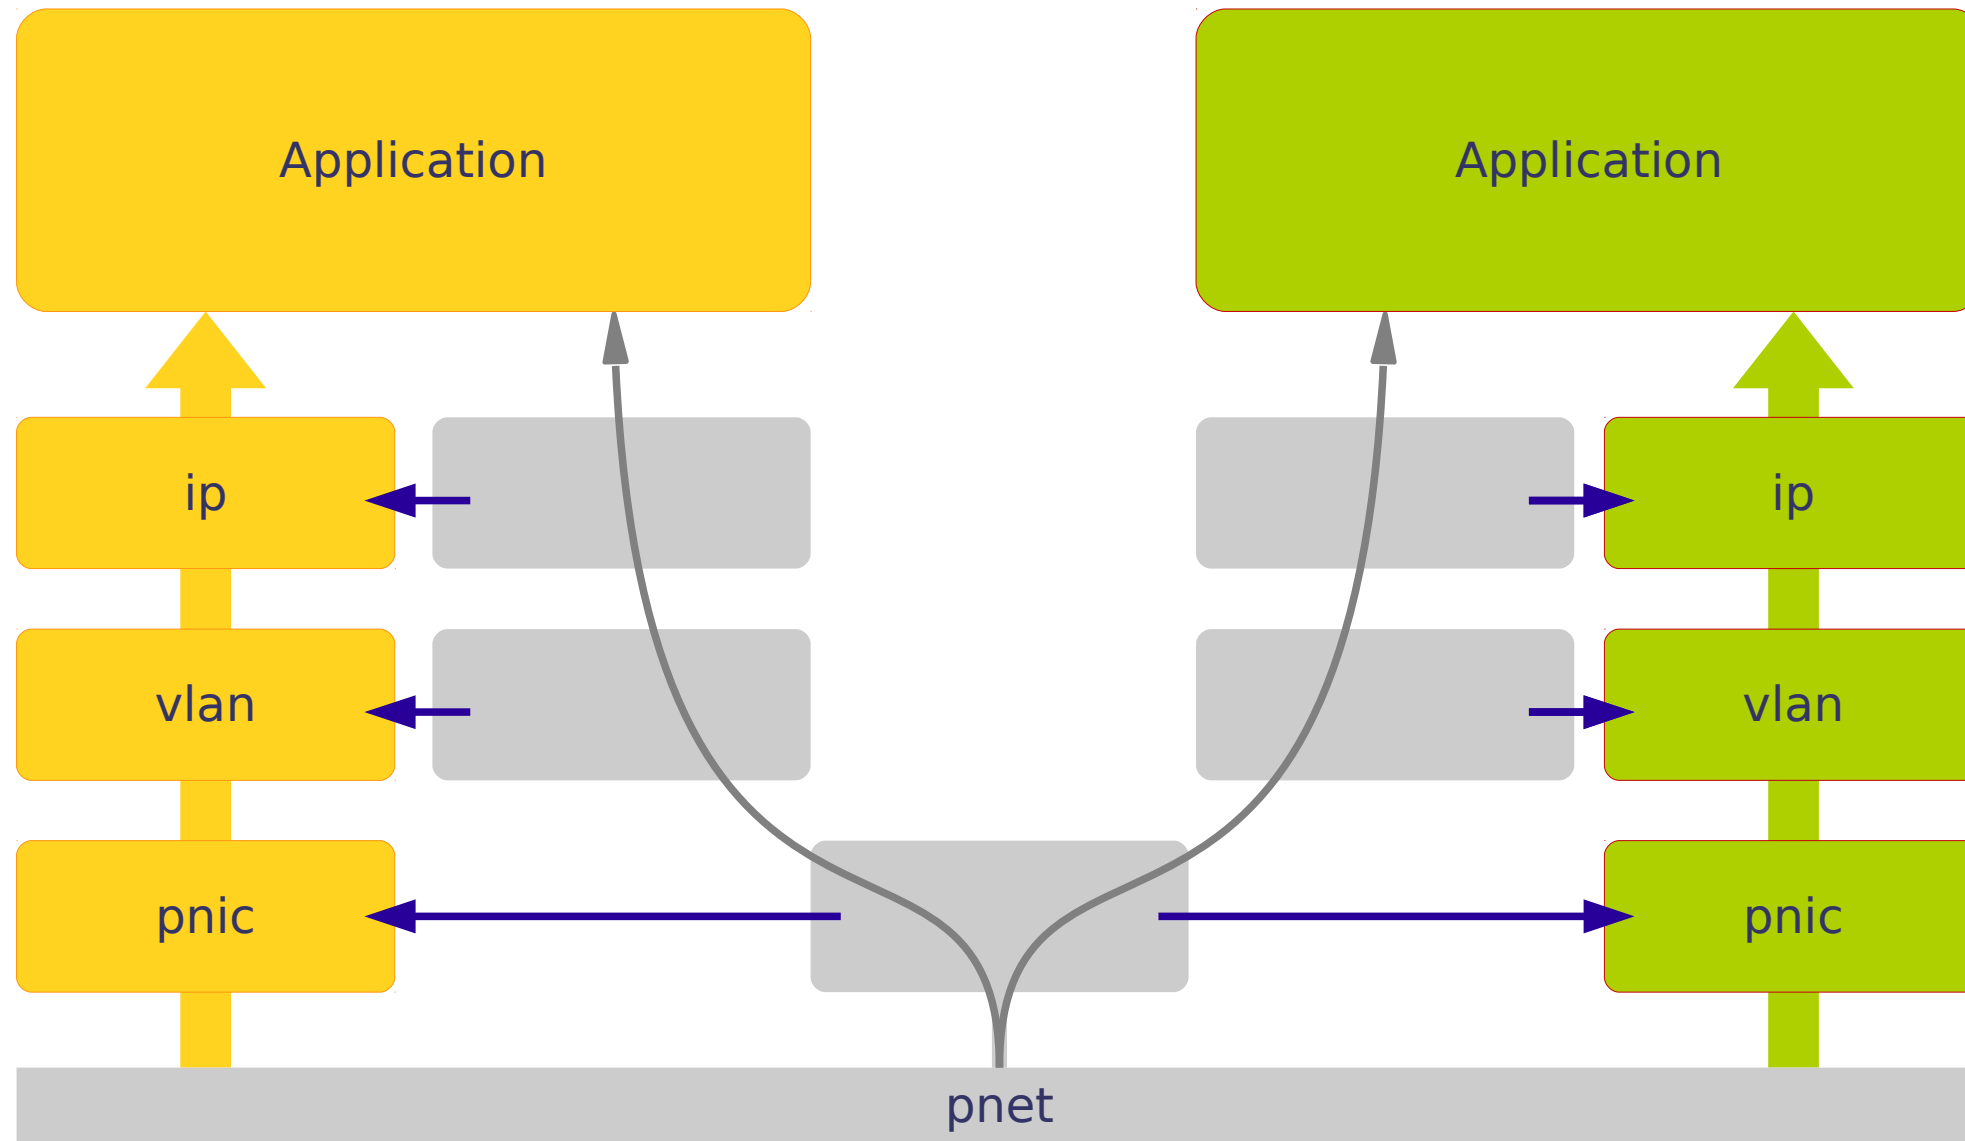 Application
Application
ip
ip
vlan
vlan
pnic
pnic
pnet